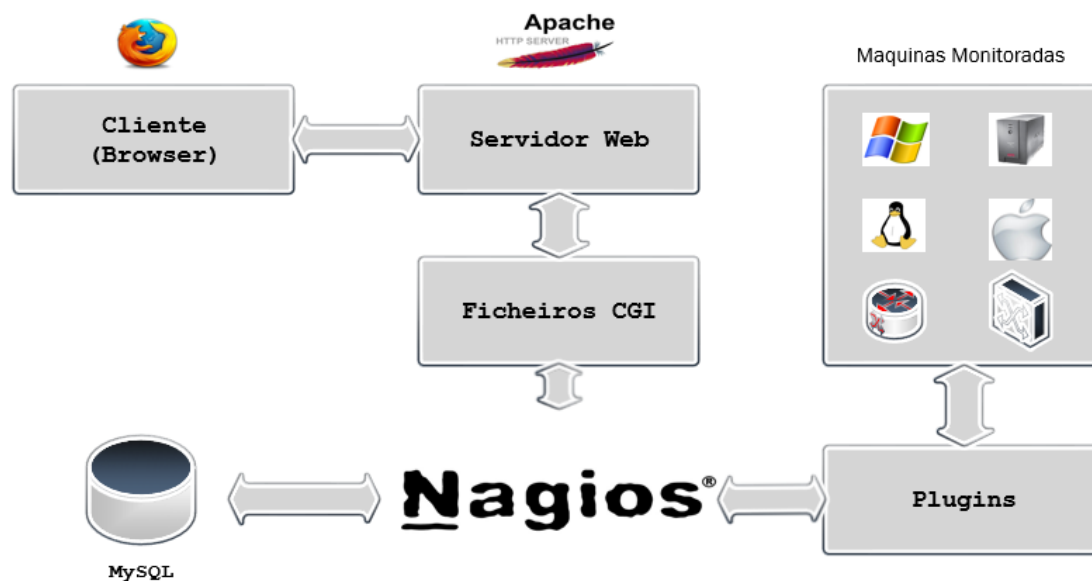 Apache
HTTP SERVER
Maquinas Monitoradas
Cliente
(Browser)
Servidor Web
Ficheiros CGI
Nagios®
Plugins
MySQL